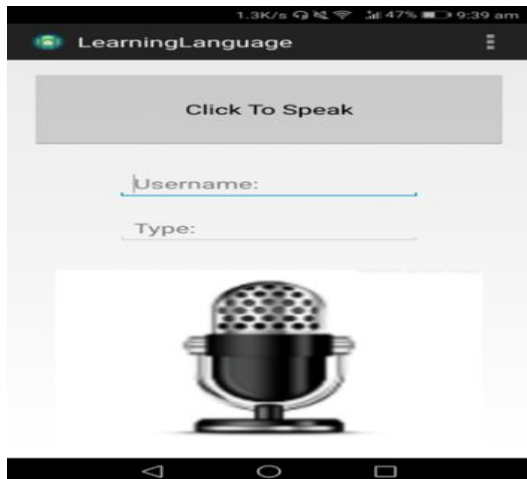 1.3K/s 47% 9:39 am
LearningLanguage
Click To Speak
Username:
Type: